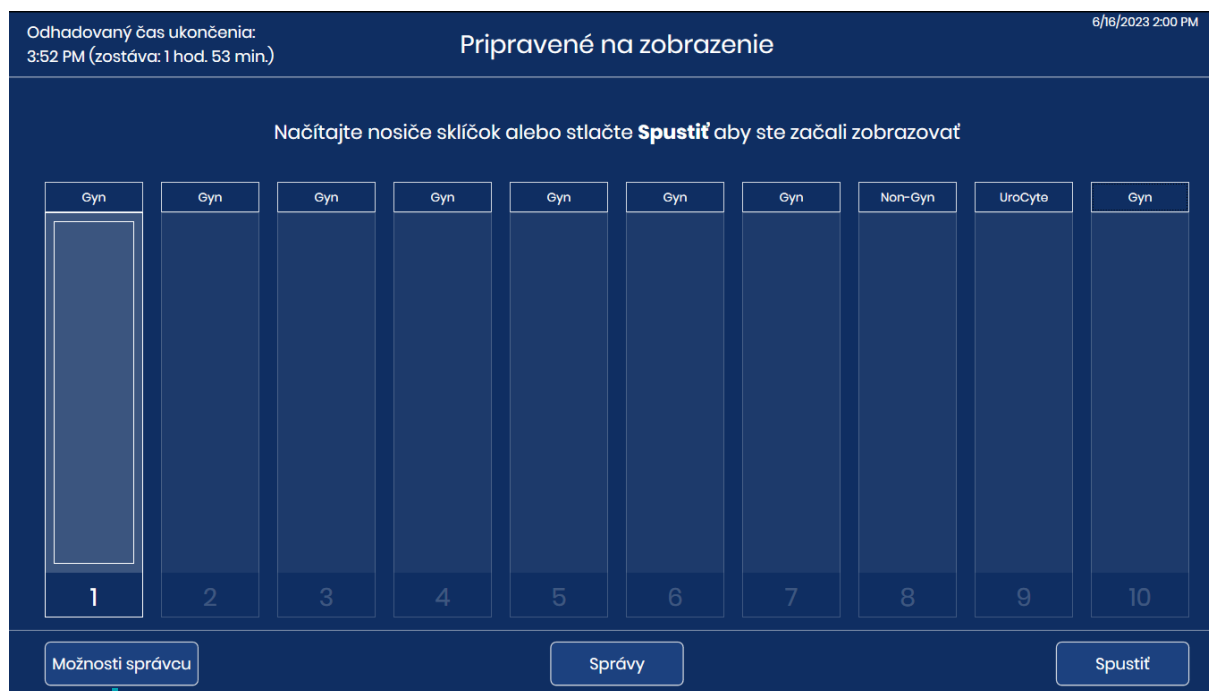 Odhadovaný čas ukončenia:
3:52 PM (zostáva: 1 hod. 53 min.)
Pripravené na zobrazenie
6/16/2023 2:00 PM
Načítajte nosiče sklíčok alebo stlačte Spustiť aby ste začali zobrazovať
Gyn Gyn Gyn Gyn Gyn Gyn Gyn Non-Gyn UroCyte Gyn
1 2 3 4 5 6 7 8 9 10
Možnosti správcu Správy Spustiť